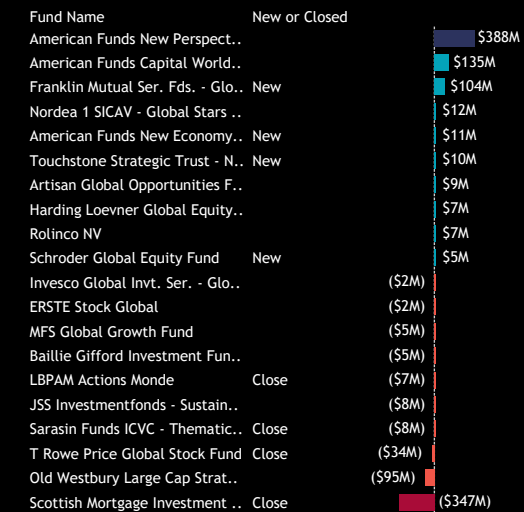 Fund Name New or Closed
American Funds New Perspect.. $388M
American Funds Capital World.. $135M
Franklin Mutual Ser. Fds. - Glo.. New $104M
Nordea 1 SICAV - Global Stars .. $12M
American Funds New Economy.. New $11M
Touchstone Strategic Trust - N.. New $10M
Artisan Global Opportunities F.. $9M
Harding Loevner Global Equity.. $7M
Rolinco NV $7M
Schroder Global Equity Fund New $5M
Invesco Global Invt. Ser. - Glo.. ($2M)
ERSTE Stock Global ($2M)
MFS Global Growth Fund ($5M)
Baillie Gifford Investment Fun.. ($5M)
LBPAM Actions Monde Close ($7M)
JSS Investmentfonds - Sustain.. ($8M)
Sarasin Funds ICVC - Thematic.. Close ($8M)
T Rowe Price Global Stock Fund Close ($34M)
Old Westbury Large Cap Strat.. ($95M)
Scottish Mortgage Investment .. Close ($347M)